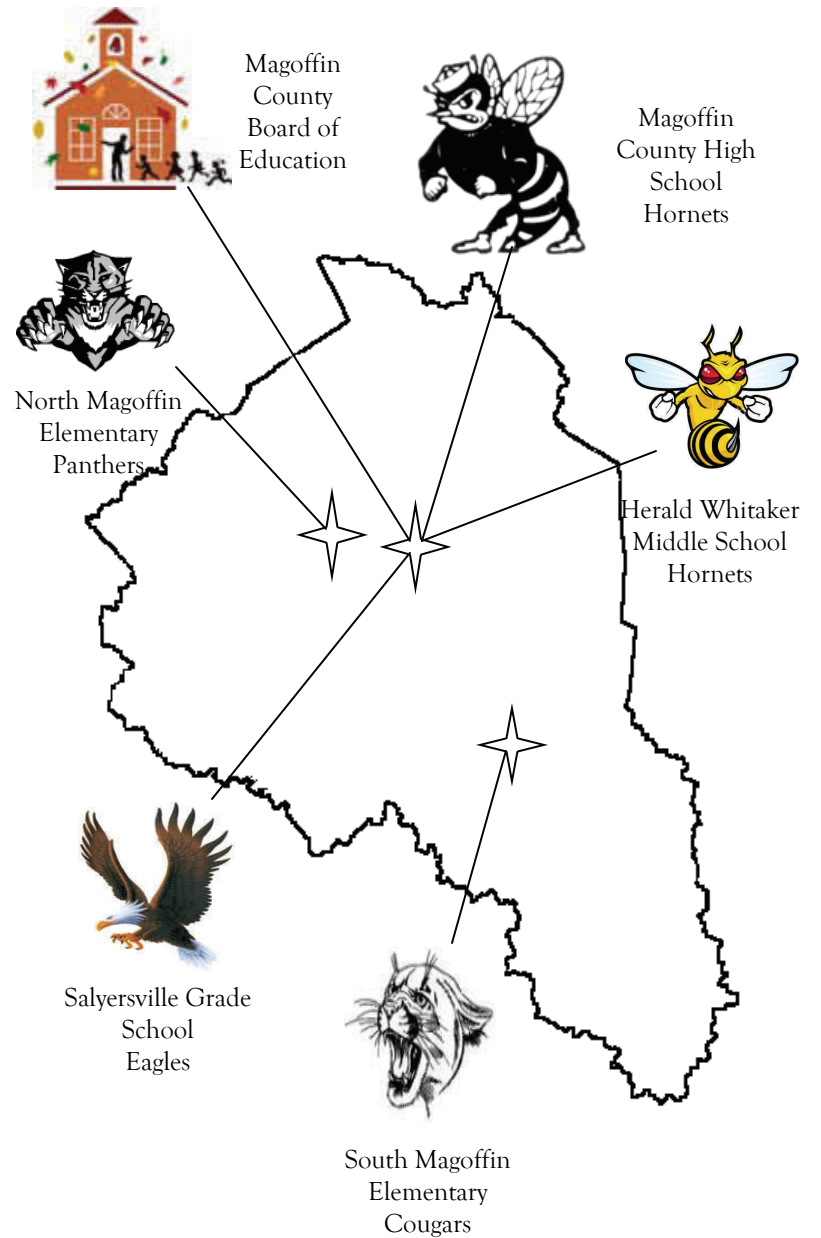 Magoffin
County
Board of
Education
Magoffin
County High
School
Hornets
North Magoffin
Elementary
Panthers
Herald Whitaker
Middle School
Hornets
Salyersville Grade
School
Eagles
South Magoffin
Elementary
Cougars